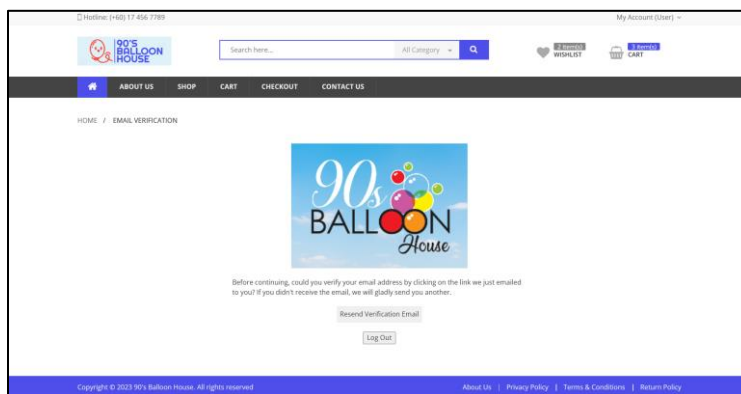 Hotline: (+60) 17 456 7789
My Account (User)
90'S
BALLOON
HOUSE
Search here...
All Category
2 item(s)
WISHLIST
3 item(s)
CART
ABOUT US SHOP CART CHECKOUT CONTACT US
HOME / EMAIL VERIFICATION
90s
BALLOON
House
Before continuing, could you verify your email address by clicking on the link we just emailed
to you? If you didn't receive the email, we will gladly send you another.
Resend Verification Email
Log Out
Copyright © 2023 90's Balloon House. All rights reserved
About Us | Privacy Policy | Terms & Conditions | Return Policy